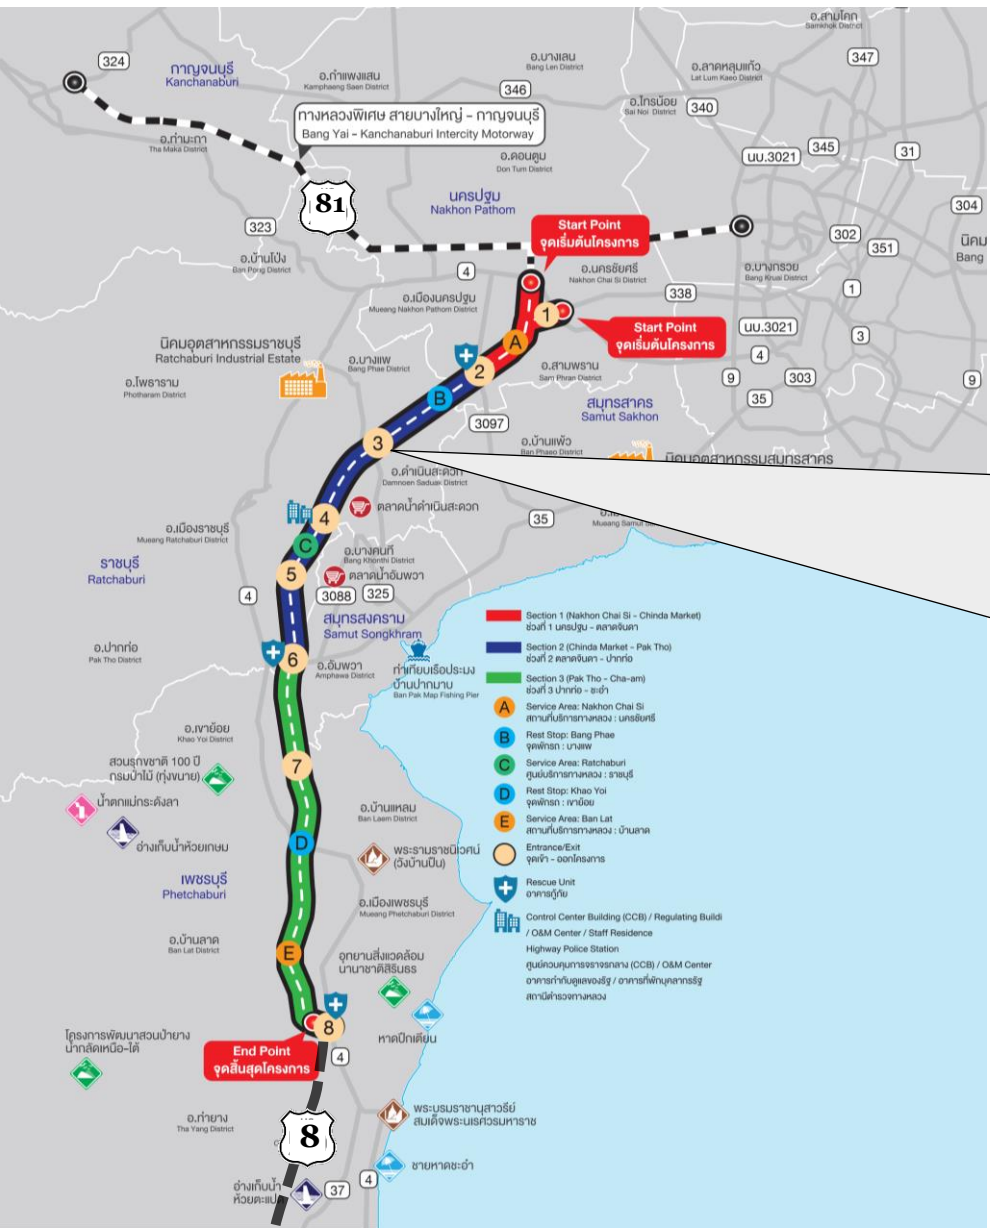 อ.สามโคก
Samkhok District
347
324
กาญจนบุรี
Kanchanaburi
อ.กำแพงแสน
Kamphaeng Saen District
อ.บางเลน
Bang Len District
346
อ.ลาดหลุมแก้ว
Lat Lum Kaeo District
อ.ไทรน้อย
Sai Noi District
340
ทางหลวงพิเศษ สายบางใหญ่ - กาญจนบุรี
Bang Yai - Kanchanaburi Intercity Motorway
อ.ท่ามะกา
Tha Maka District
อ.ดอนตูม
Don Tum District
นบ.3021
345
31
81
นครปฐม
Nakhon Pathom
304
323
Start Point
จุดเริ่มต้นโครงการ
302
351
นิคม
Bang
อ.บ้านโป่ง
Ban Pong District
4
อ.นครชัยศรี
Nakhon Chai Si District
อ.บางกรวย
Bang Kruai District
1
338
อ.เมืองนครปฐม
Mueang Nakhon Pathom District
1
Start Point
จุดเริ่มต้นโครงการ
นบ.3021
3
นิคมอุตสาหกรรมราชบุรี
Ratchaburi Industrial Estate
A
4
อ.บางแพ
Bang Phae District
อ.สามพราน
Sam Phran District
2
9
303
9
อ.โพธาราม
Photharam District
B
35
สมุทรสาคร
Samut Sakhon
3097
3
อ.บ้านแพ้ว
Ban Phaeo District
นิคมอุตสาหกรรมสมุทรสาคร
อ.ดำเนินสะดวก
Damnoen Saduak District
ตลาดน้ำดำเนินสะดวก
4
35
Mueang Samut
อ.เมืองราชบุรี
Mueang Ratchaburi District
C
อ.บางคนที
Bang Khonthi District
ราชบุรี
Ratchaburi
5
ตลาดน้ำอัมพวา
4
3088
325
สมุทรสงคราม
Samut Songkhram
อ.ปากท่อ
Pak Tho District
6
อ.อัมพวา
Amphawa District
ท่าเทียบเรือประมง
บ้านปากมาบ
Ban Pak Map Fishing Pier
Section 1 (Nakhon Chai Si - Chinda Market)
ช่วงที่ 1 นครปฐม - ตลาดจินดา
Section 2 (Chinda Market - Pak Tho)
ช่วงที่ 2 ตลาดจินดา - ปากท่อ
Section 3 (Pak Tho - Cha-am)
ช่วงที่ 3 ปากท่อ - ชะอำ
A
Service Area: Nakhon Chai Si
สถานที่บริการทางหลวง : นครชัยศรี
B
Rest Stop: Bang Phae
จุดพักรถ : บางแพ
C
Service Area: Ratchaburi
ศูนย์บริการทางหลวง : ราชบุรี
D
Rest Stop: Khao Yoi
จุดพักรถ : เขาย้อย
E
Service Area: Ban Lat
สถานที่บริการทางหลวง : บ้านลาด
Entrance/Exit
จุดเข้า - ออกโครงการ
Rescue Unit
อาคารกู้ภัย
Control Center Building (CCB) / Regulating Buildi
/ O&M Center / Staff Residence
Highway Police Station
ศูนย์ควบคุมการจราจรกลาง (CCB) / O&M Center
อาคารกำกับดูแลของรัฐ / อาคารที่พักบุคลากรรัฐ
สถานีตำรวจทางหลวง
อ.เขาย้อย
Khao Yoi District
สวนรุกขชาติ 100 ปี
กรมป่าไม้ (ทุ่งขนาย)
7
น้ำตกแม่กระดังลา
อ.บ้านแหลม
Ban Laem District
อ่างเก็บน้ำห้วยเกษม
D
พระรามราชนิเวศน์
(วังบ้านปืน)
เพชรบุรี
Phetchaburi
อ.เมืองเพชรบุรี
Mueang Phetchaburi District
อ.บ้านลาด
Ban Lat District
E
อุทยานสิ่งแวดล้อม
นานาชาติสิรินธร
8
หาดปึกเตียน
โครงการพัฒนาสวนป่ายาง
น้ำกลัดเหนือ-ใต้
End Point
จุดสิ้นสุดโครงการ
4
อ.ท่ายาง
Tha Yang District
8
พระบรมราชานุสาวรีย์
สมเด็จพระนเรศวรมหาราช
ชายหาดชะอำ
อ่างเก็บน้ำ
ห้วยตะแปด
37
4